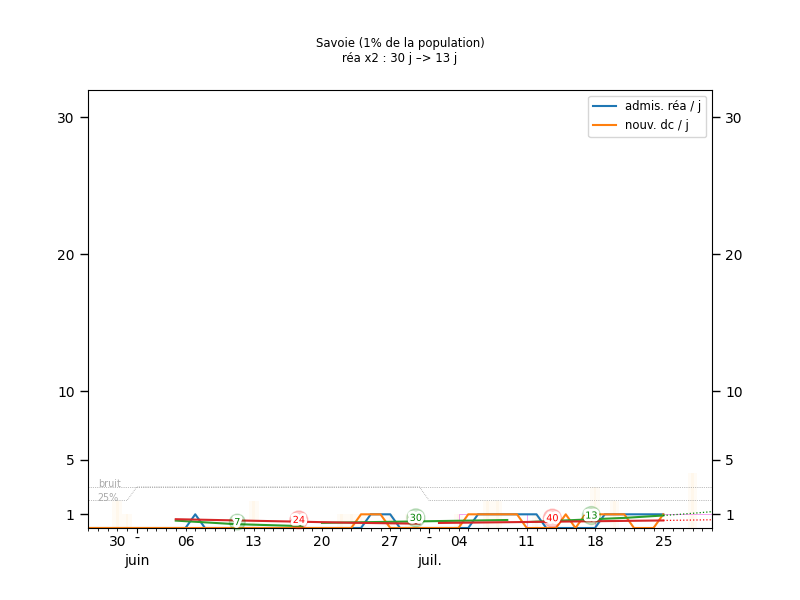 Savoie (1% de la population)
réa x2 : 30 j –> 13 j
admis. réa / j
nouv. dc / j
30
30
20
20
10
10
5
5
bruit
25%
1
1
7
24
30
40
13
30 - 06 13 20 27 - 04 11 18 25
juin juil.